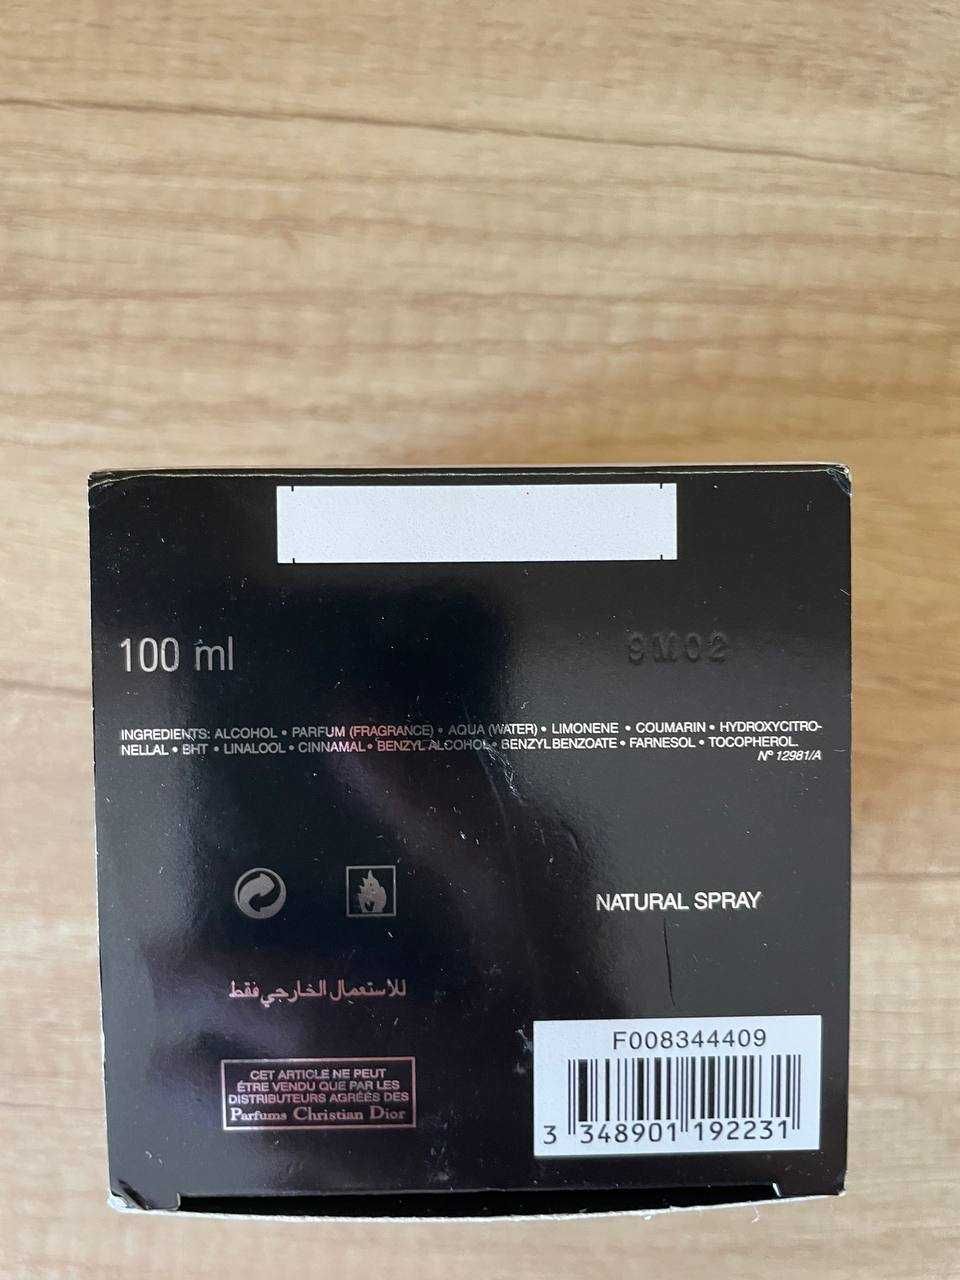 100 ml
9M02
INGREDIENTS: ALCOHOL • PARFUM (FRAGRANCE) • AQUA (WATER) • LIMONENE • COUMARIN • HYDROXYCITRO-
NELLAL • BHT • LINALOOL • CINNAMAL • BENZYL ALCOHOL • BENZYL BENZOATE • FARNESOL • TOCOPHEROL.
N° 12981/A
NATURAL SPRAY
للاستعمال الخارجي فقط
CET ARTICLE NE PEUT
ÊTRE VENDU QUE PAR LES
DISTRIBUTEURS AGRÉÉS DES
Parfums Christian Dior
F008344409
3 348901 192231